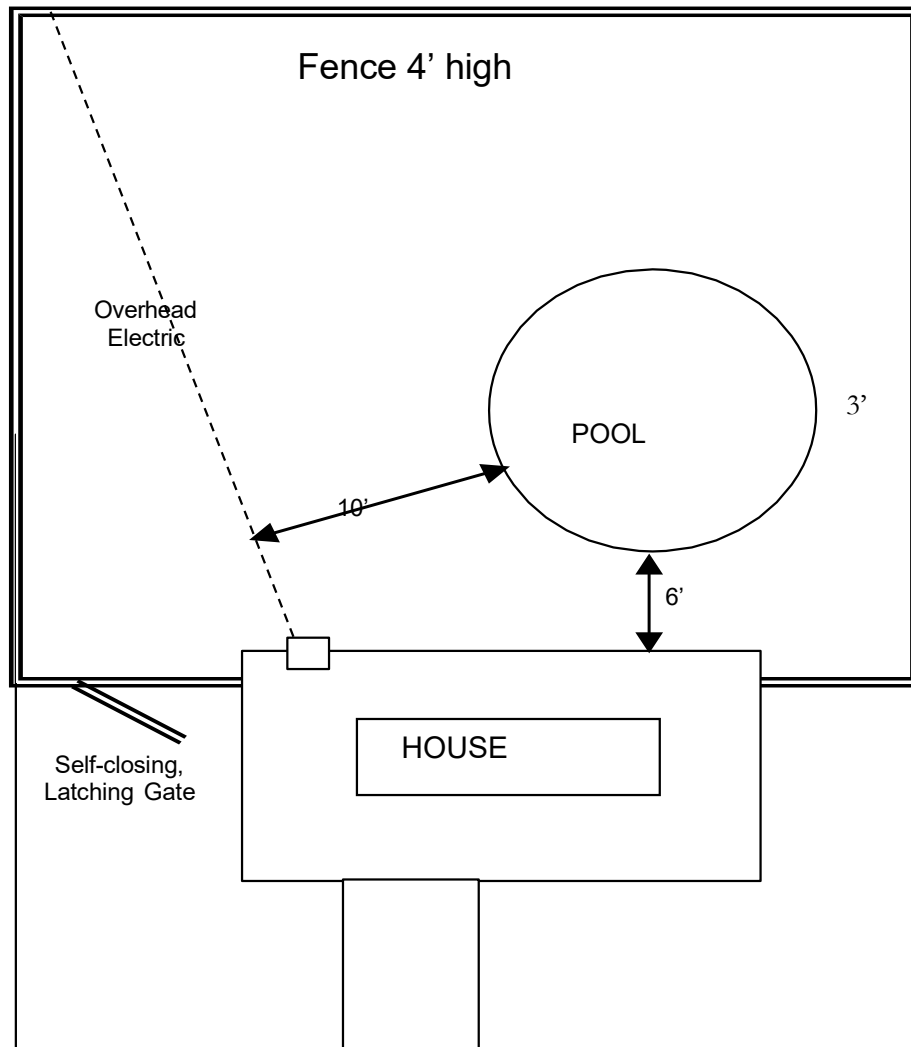 Fence 4’ high
Overhead
Electric
3’
POOL
10’
6’
HOUSE
Self-closing,
Latching Gate